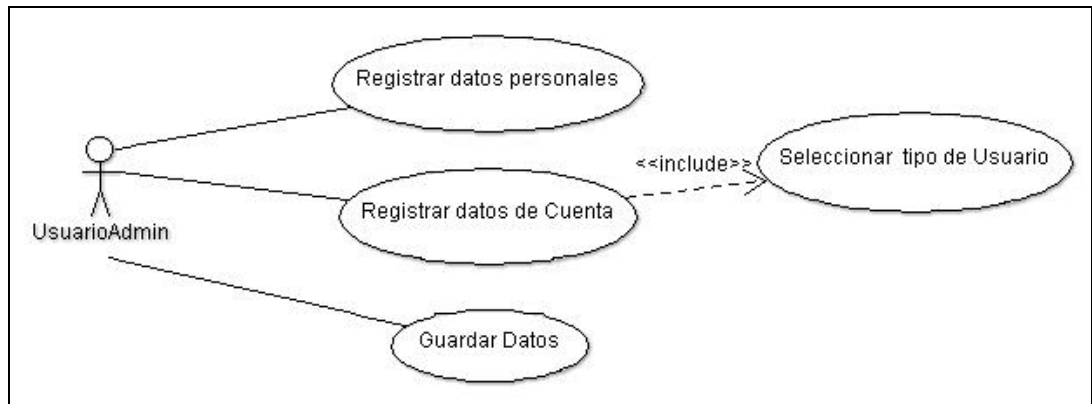 Registrar datos personales
<<include>>
Seleccionar tipo de Usuario
Registrar datos de Cuenta
UsuarioAdmin
Guardar Datos